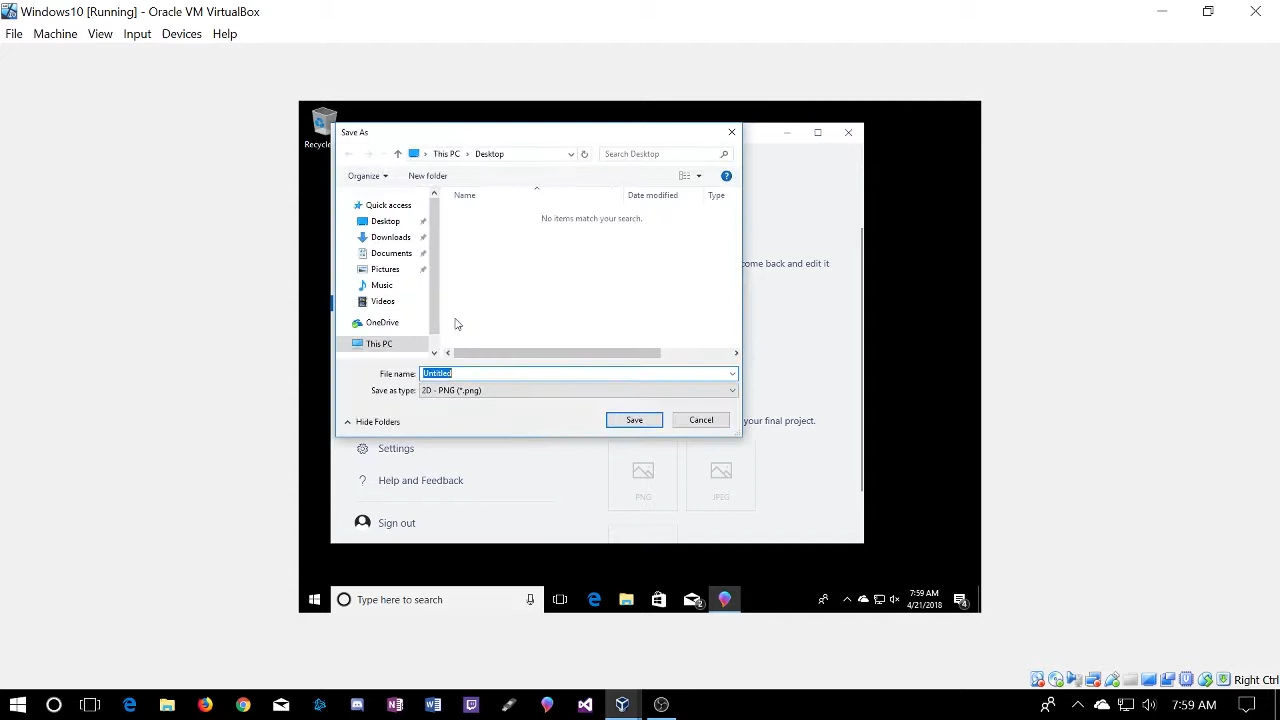 Windows10 [Running] - Oracle VM VirtualBox
File Machine View Input Devices Help
Recycle
Save As
This PC > Desktop
Search Desktop
Organize
New folder
Name
Date modified
Type
Quick access
No items match your search.
Desktop
Downloads
Documents
Pictures
Music
Videos
OneDrive
This PC
come back and edit it
File name: Untitled
Save as type: 2D - PNG (*.png)
Hide Folders
Save
Cancel
your final project.
Settings
Help and Feedback
PNG
JPEG
Sign out
Type here to search
2
7:59 AM
4/21/2018
4
Right Ctrl
7:59 AM